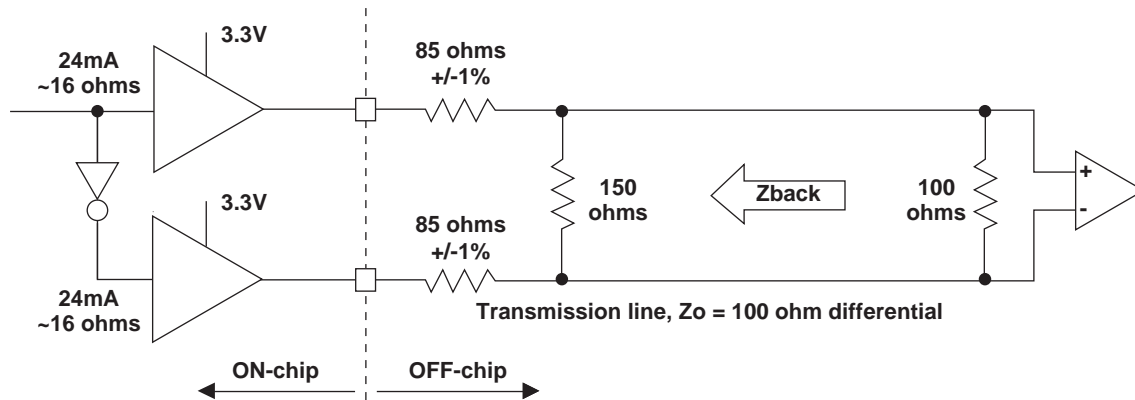 3.3V
24mA
~16 ohms
85 ohms
+/-1%
+
-
150
ohms
Zback
100
ohms
3.3V
85 ohms
+/-1%
24mA
~16 ohms
Transmission line, Zo = 100 ohm differential
ON-chip
OFF-chip